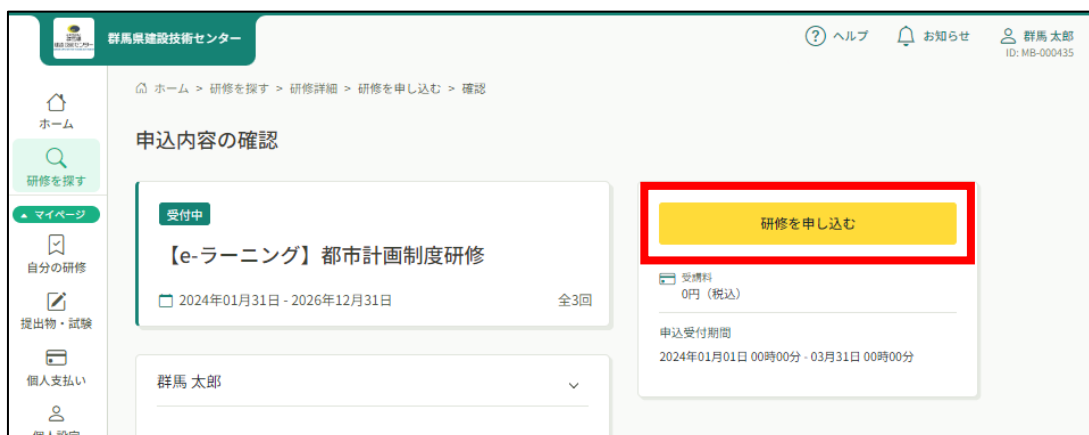 群馬県建設技術センター
ヘルプ
お知らせ
群馬 太郎
ID: MB-000435
ホーム > 研修を探す > 研修詳細 > 研修を申し込む > 確認
ホーム
研修を探す
マイページ
自分の研修
提出物・試験
個人支払い
個人設定
申込内容の確認
受付中
【e-ラーニング】都市計画制度研修
2024年01月31日 - 2026年12月31日
全3回
群馬 太郎
研修を申し込む
受講料
0円（税込）
申込受付期間
2024年01月01日 00時00分 - 03月31日 00時00分